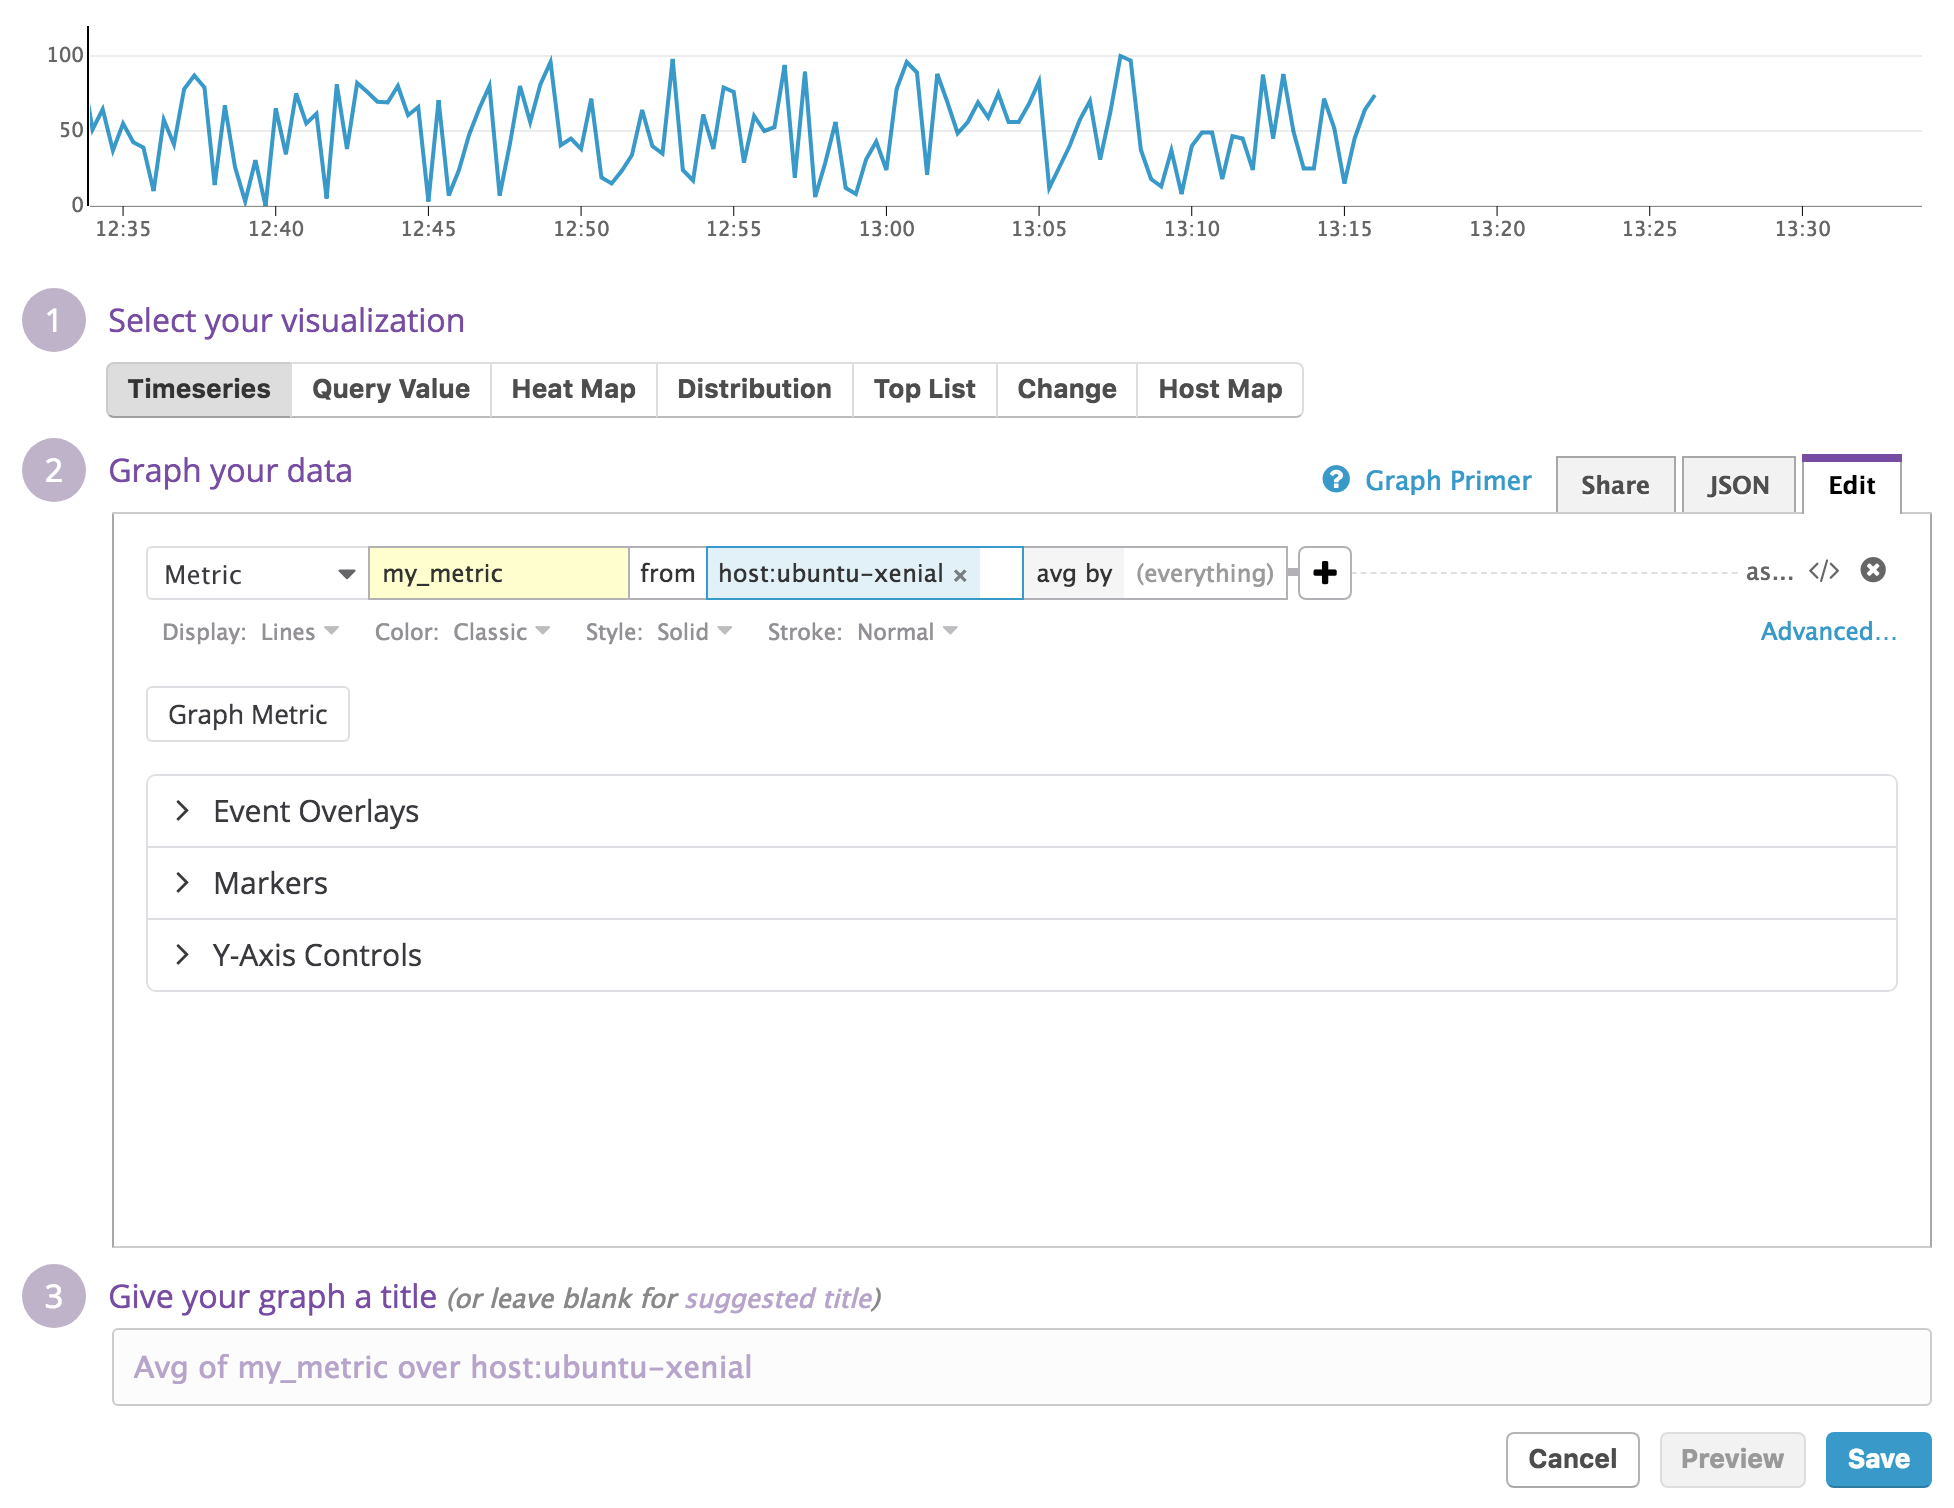 100
50
0
12:35 12:40 12:45 12:50 12:55 13:00 13:05 13:10 13:15 13:20 13:25 13:30
1 Select your visualization
Timeseries Query Value Heat Map Distribution Top List Change Host Map
2 Graph your data
? Graph Primer Share JSON Edit
Metric my_metric from host:ubuntu-xenial × avg by (everything) + as... </> ×
Display: Lines Color: Classic Style: Solid Stroke: Normal Advanced...
Graph Metric
Event Overlays
Markers
Y-Axis Controls
3 Give your graph a title (or leave blank for suggested title)
Avg of my_metric over host:ubuntu-xenial
Cancel Preview Save